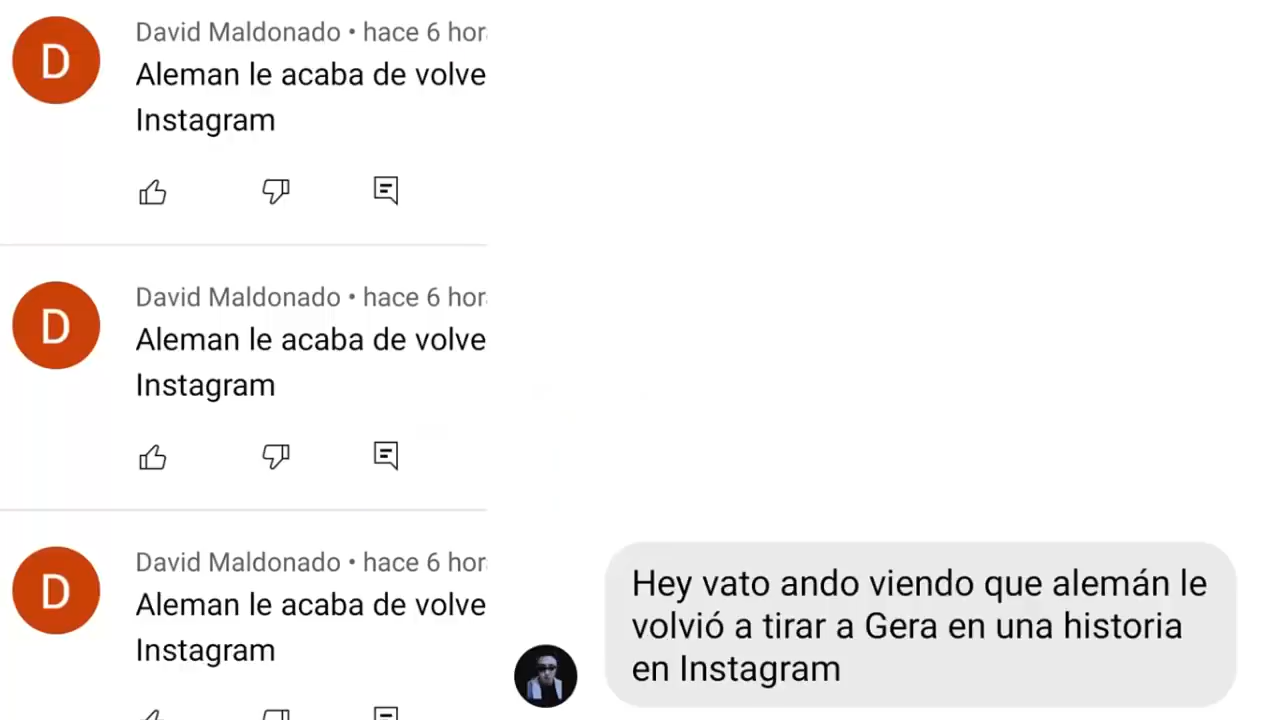 D
David Maldonado • hace 6 hor
Aleman le acaba de volve
Instagram
D
David Maldonado • hace 6 hor
Aleman le acaba de volve
Instagram
D
David Maldonado • hace 6 hor
Aleman le acaba de volve
Instagram
Hey vato ando viendo que alemán le
volvió a tirar a Gera en una historia
en Instagram